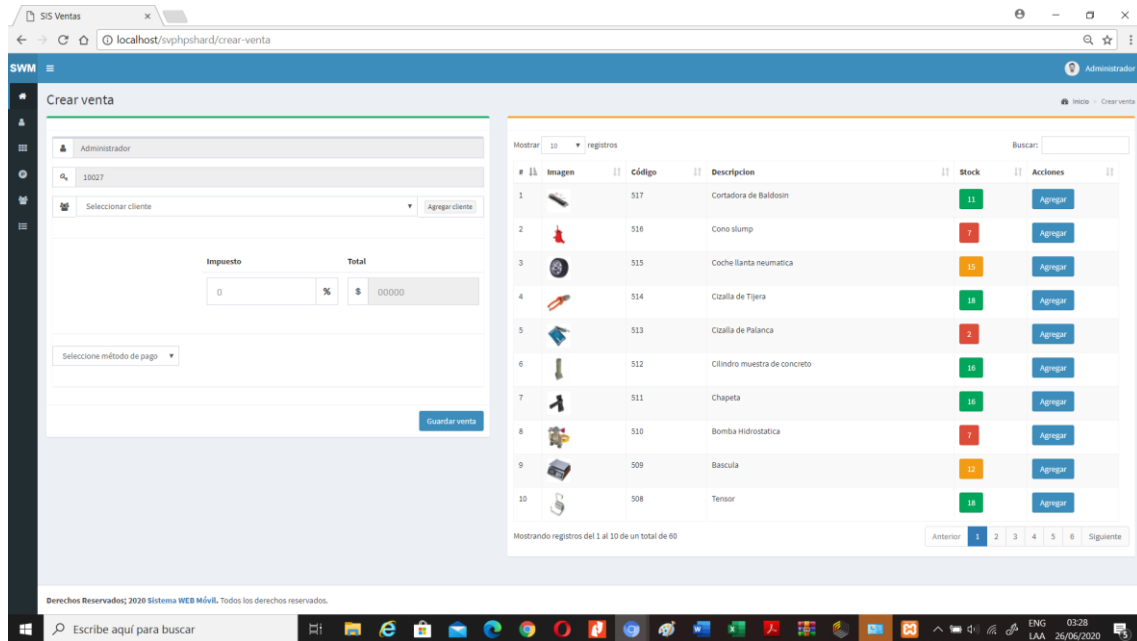 SIS Ventas
localhost/svphpshard/crear-venta
SWM
Administrador
Crear venta
Inicio > Crear venta
Administrador
10027
Seleccionar cliente
Agregar cliente
Impuesto Total
0 % $ 00000
Seleccione método de pago
Guardar venta
Mostrar 10 registros
Buscar:
# Imagen Código Descripcion Stock Acciones
1 517 Cortadora de Baldosin 11 Agregar
2 516 Cono slump 7 Agregar
3 515 Coche llanta neumatica 15 Agregar
4 514 Cizalla de Tijera 18 Agregar
5 513 Cizalla de Palanca 2 Agregar
6 512 Cilindro muestra de concreto 16 Agregar
7 511 Chapeta 16 Agregar
8 510 Bomba Hidrostatica 7 Agregar
9 509 Bascula 12 Agregar
10 508 Tensor 18 Agregar
Mostrando registros del 1 al 10 de un total de 60
Anterior 1 2 3 4 5 6 Siguiente
Derechos Reservados; 2020 Sistema WEB Móvil. Todos los derechos reservados.
Escribe aquí para buscar
ENG 03:28
LAA 26/06/2020
5